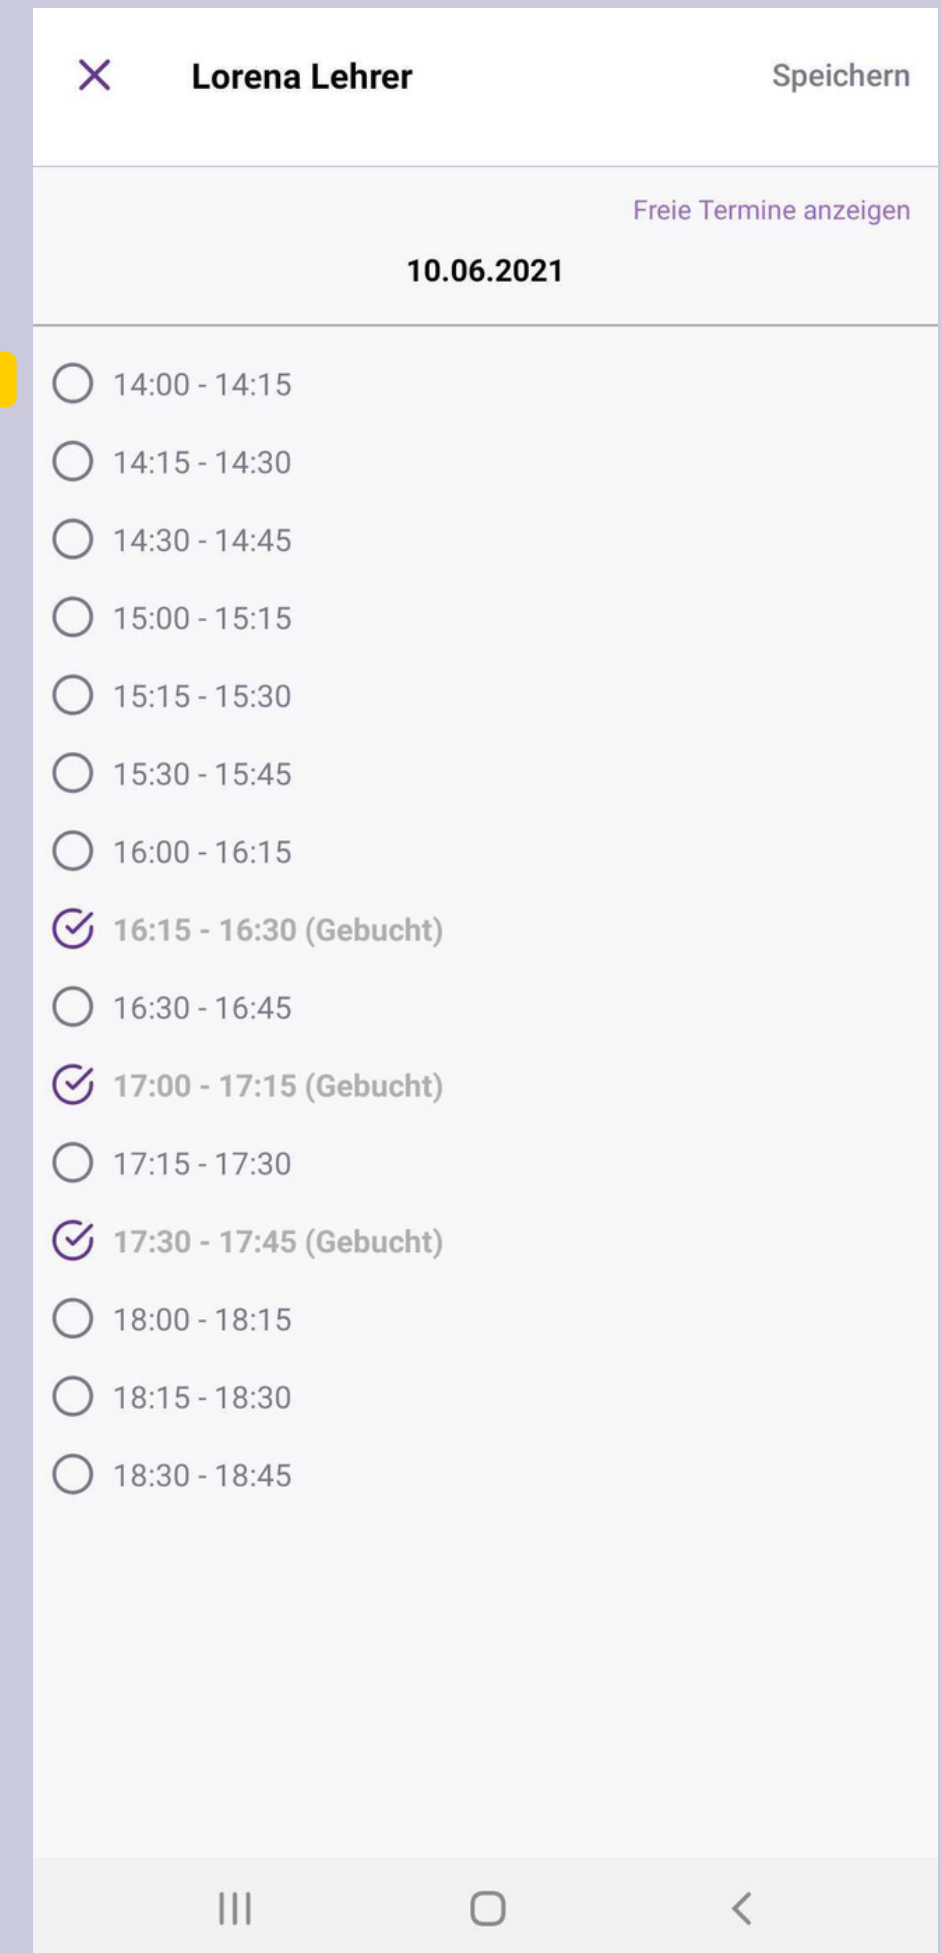 Lorena Lehrer
Speichern
Freie Termine anzeigen
10.06.2021
14:00 - 14:15
14:15 - 14:30
14:30 - 14:45
15:00 - 15:15
15:15 - 15:30
15:30 - 15:45
16:00 - 16:15
16:15 - 16:30 (Gebucht)
16:30 - 16:45
17:00 - 17:15 (Gebucht)
17:15 - 17:30
17:30 - 17:45 (Gebucht)
18:00 - 18:15
18:15 - 18:30
18:30 - 18:45